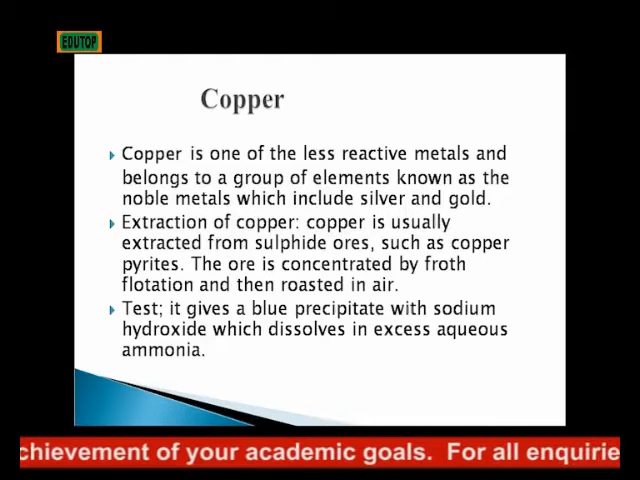 EDUTOP
Copper
Copper is one of the less reactive metals and
belongs to a group of elements known as the
noble metals which include silver and gold.
Extraction of copper: copper is usually
extracted from sulphide ores, such as copper
pyrites. The ore is concentrated by froth
flotation and then roasted in air.
Test; it gives a blue precipitate with sodium
hydroxide which dissolves in excess aqueous
ammonia.
chievement of your academic goals. For all enquirie